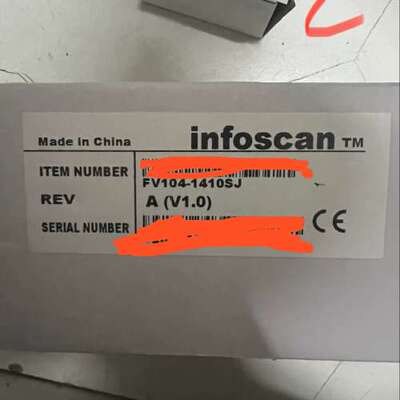 Made in China infoscan TM
ITEM NUMBER
FV104-1410SJ
REV A (V1.0)
SERIAL NUMBER CE